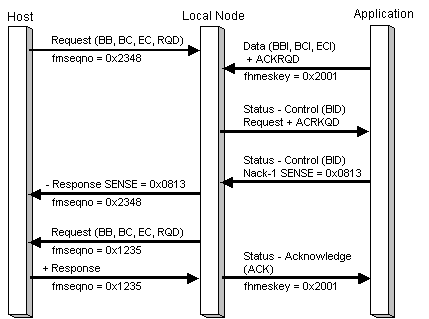 Host
Local Node
Application
Request (BB, BC, EC, RQD)
fmseqno = 0x2348
Data (BBI, BCI, ECI)
+ ACKRQD
fhmeskey = 0x2001
Status - Control (BID)
Request + ACRKQD
Status - Control (BID)
Nack-1 SENSE = 0x0813
- Response SENSE = 0x0813
fmseqno = 0x2348
Request (BB, BC, EC, RQD)
fmseqno = 0x1235
+ Response
fmseqno = 0x1235
Status - Acknowledge
(ACK)
fhmeskey = 0x2001